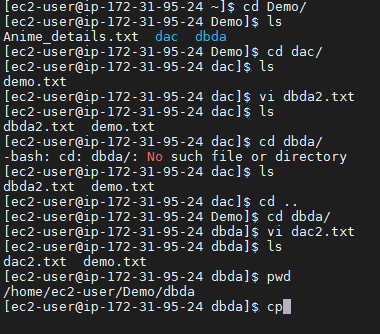 [ec2-user@ip-172-31-95-24 ~]$ cd Demo/
[ec2-user@ip-172-31-95-24 Demo]$ ls
Anime_details.txt  dac  dbda
[ec2-user@ip-172-31-95-24 Demo]$ cd dac/
[ec2-user@ip-172-31-95-24 dac]$ ls
demo.txt
[ec2-user@ip-172-31-95-24 dac]$ vi dbda2.txt
[ec2-user@ip-172-31-95-24 dac]$ ls
dbda2.txt  demo.txt
[ec2-user@ip-172-31-95-24 dac]$ cd dbda/
-bash: cd: dbda/: No such file or directory
[ec2-user@ip-172-31-95-24 dac]$ ls
dbda2.txt  demo.txt
[ec2-user@ip-172-31-95-24 dac]$ cd ..
[ec2-user@ip-172-31-95-24 Demo]$ cd dbda/
[ec2-user@ip-172-31-95-24 dbda]$ vi dac2.txt
[ec2-user@ip-172-31-95-24 dbda]$ ls
dac2.txt  demo.txt
[ec2-user@ip-172-31-95-24 dbda]$ pwd
/home/ec2-user/Demo/dbda
[ec2-user@ip-172-31-95-24 dbda]$ cp